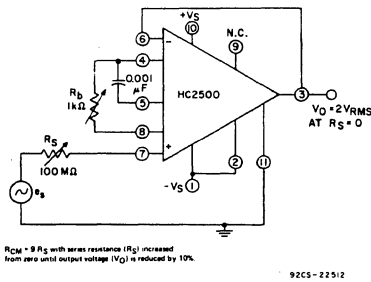 +VS
N.C.
6
−
10
9
4
Rb
1kΩ
0.001
μF
5
HC2500
3
VO = 2VRMS
AT RS = 0
8
RS
+
7
100 MΩ
2
11
es
−VS
1
RCM = 9 RS with series resistance (RS) increased
from zero until output voltage (VO) is reduced by 10%.
92CS-22512